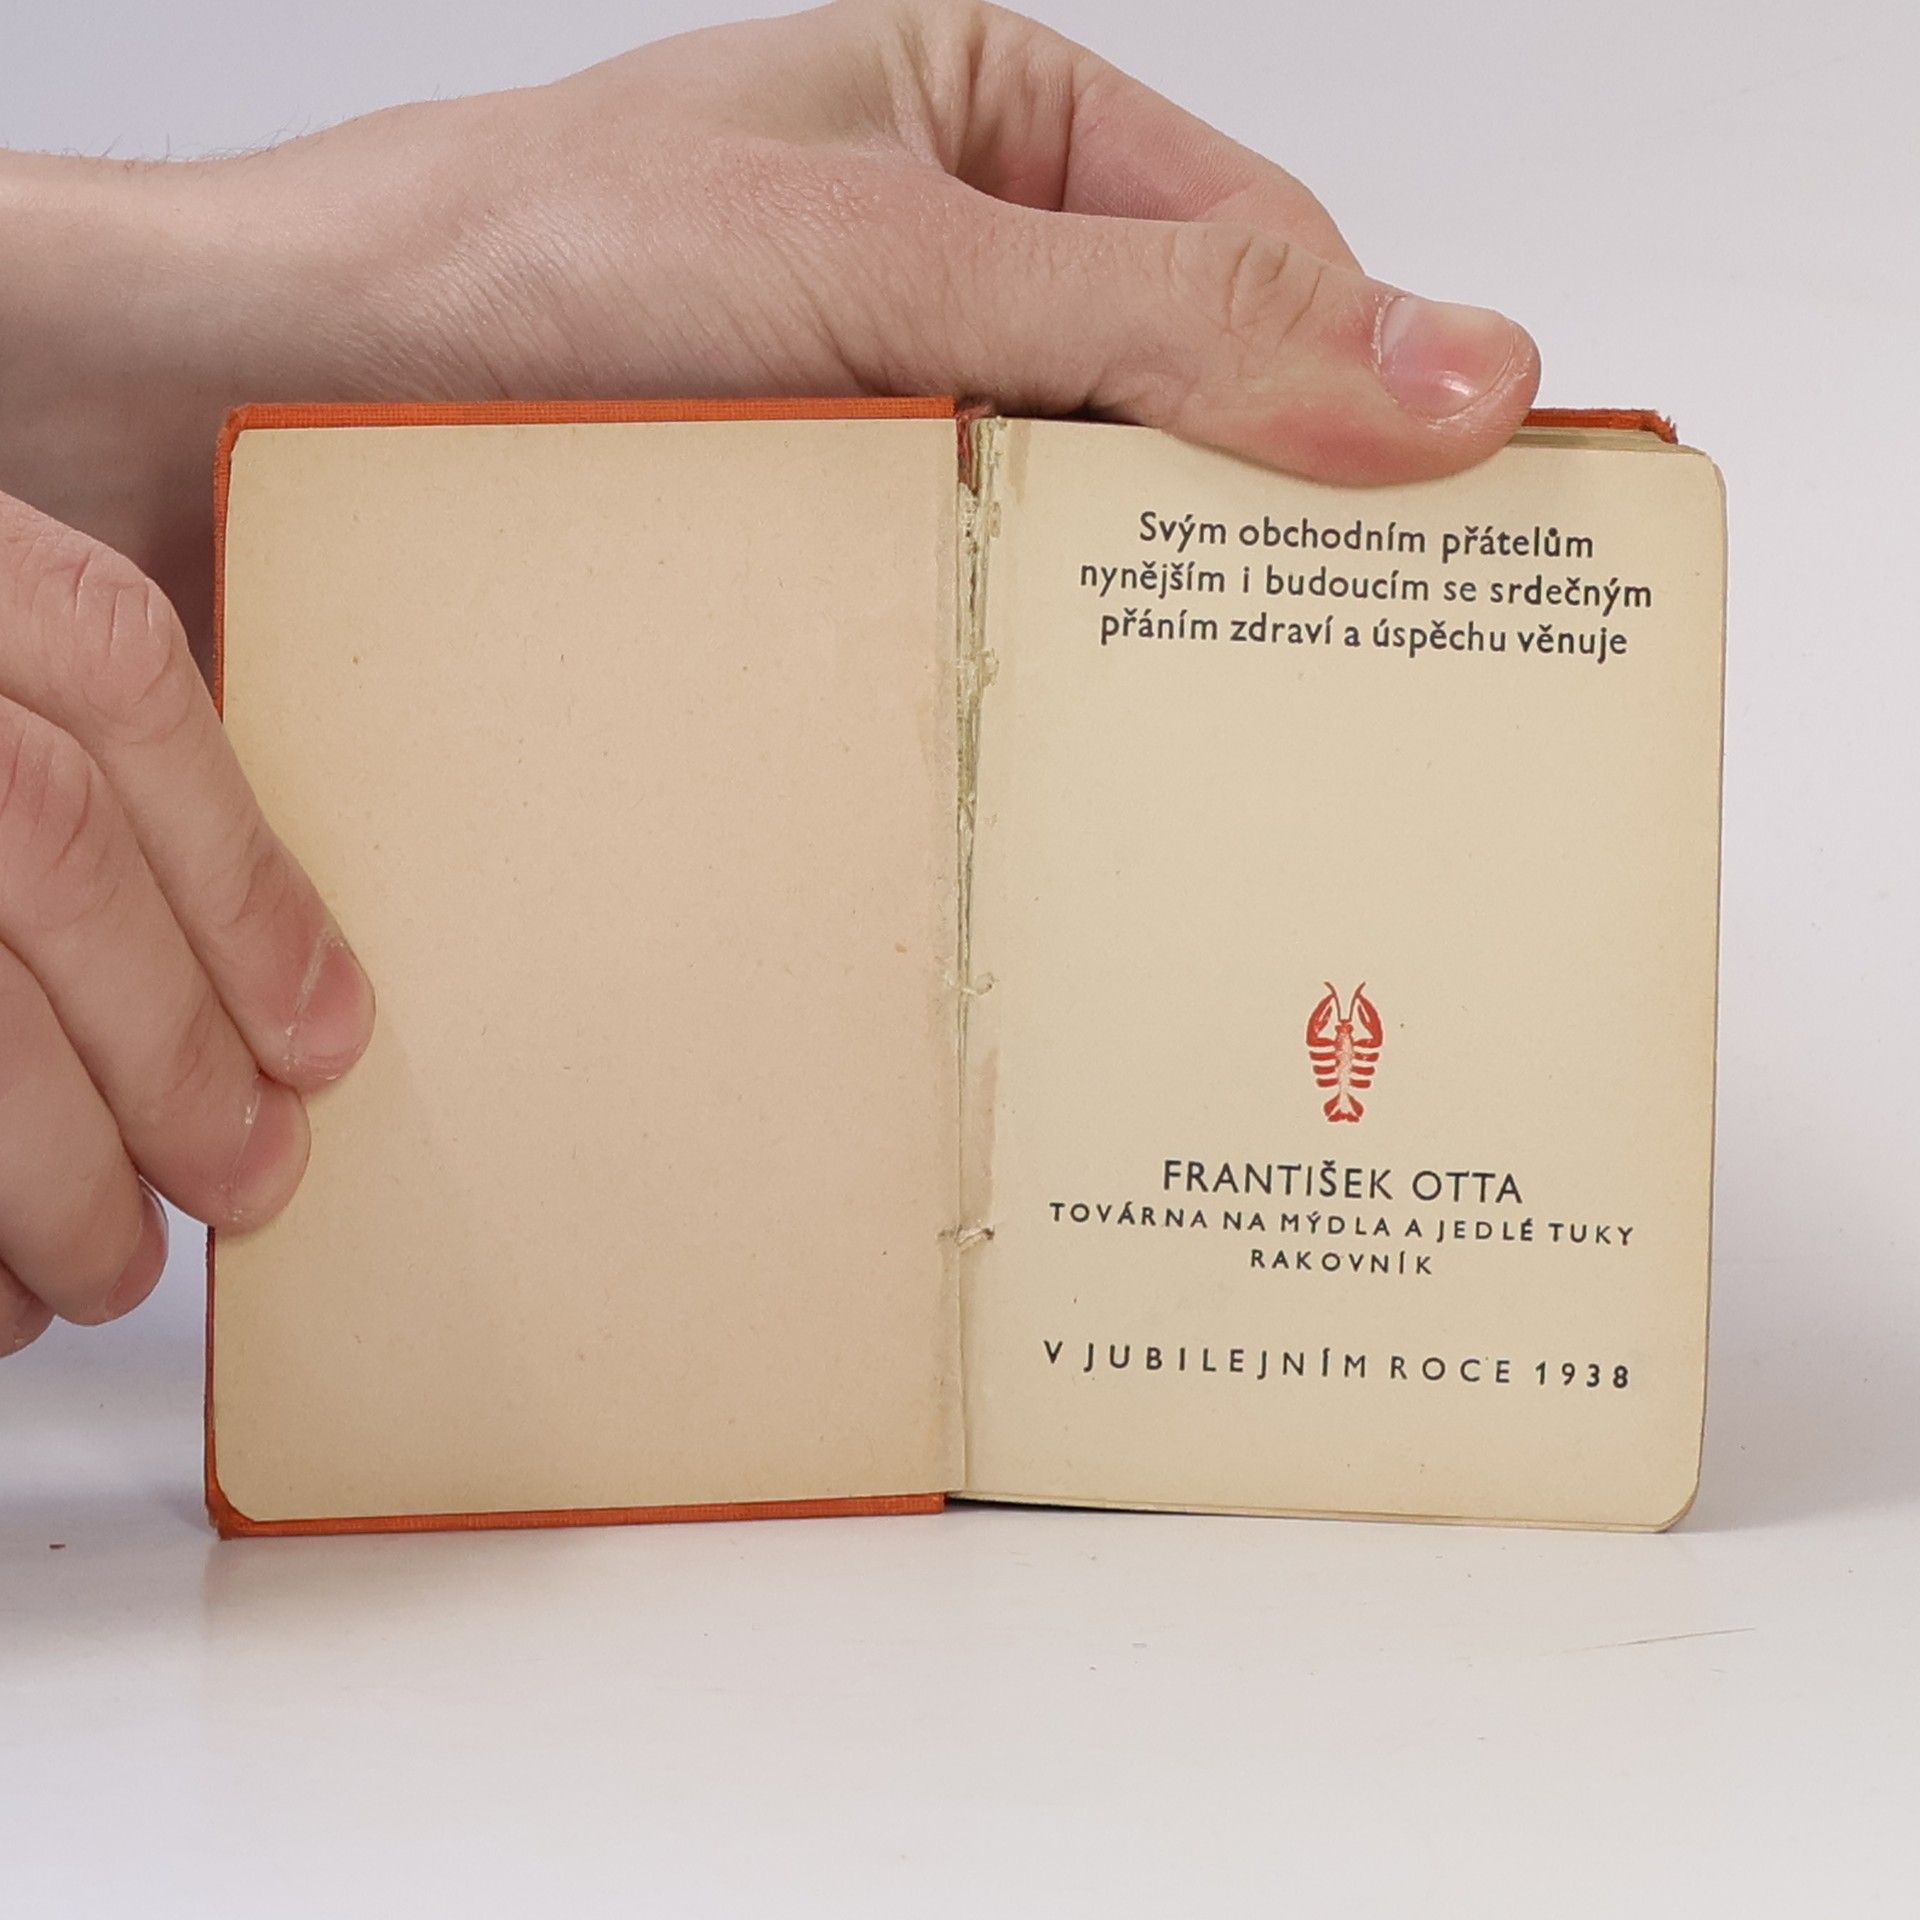 Svým obchodním přátelům
nynějším i budoucím se srdečným
přáním zdraví a úspěchu věnuje
FRANTIŠEK OTTA
TOVÁRNA NA MÝDLA A JEDLÉ TUKY
RAKOVNÍK
V JUBILEJNÍM ROCE 1938